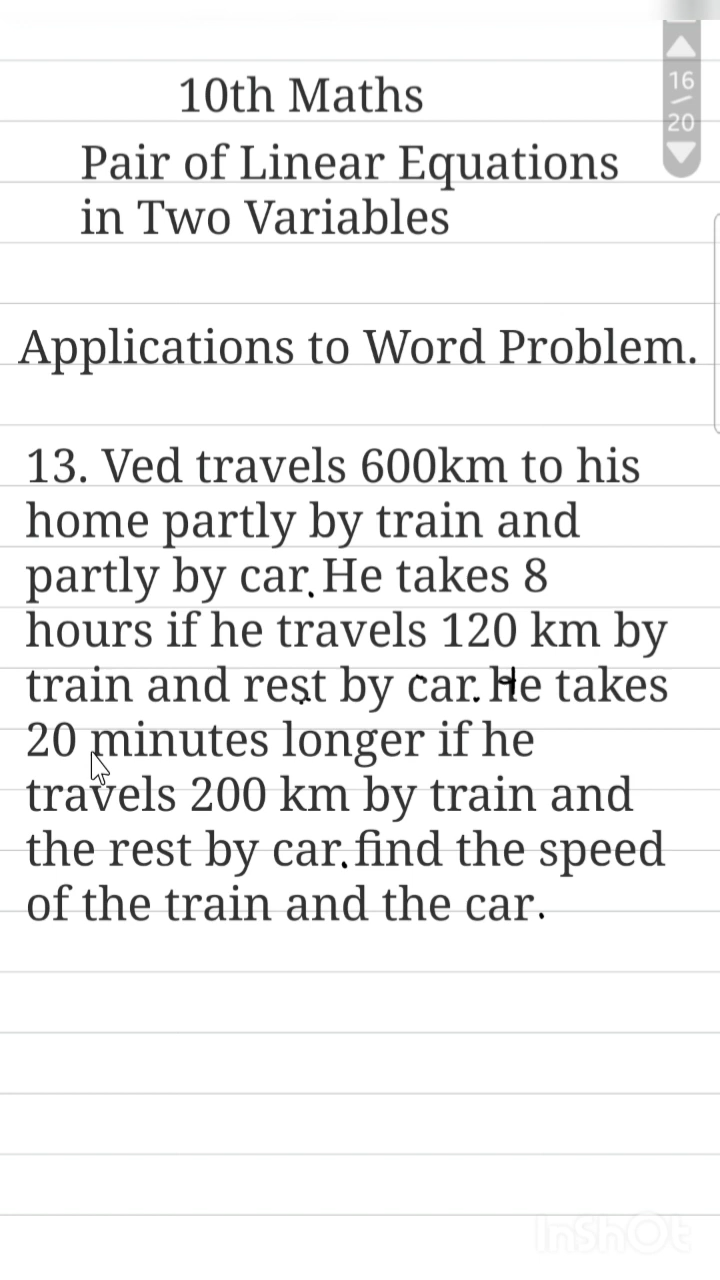 16
20
10th Maths
Pair of Linear Equations
in Two Variables
Applications to Word Problem.
13. Ved travels 600km to his
home partly by train and
partly by car. He takes 8
hours if he travels 120 km by
train and rest by car. He takes
20 minutes longer if he
travels 200 km by train and
the rest by car. find the speed
of the train and the car.
InShOt